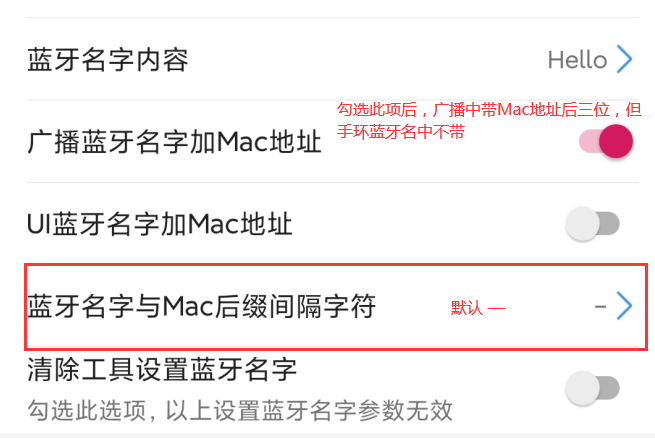 蓝牙名字内容
Hello
勾选此项后，广播中带Mac地址后三位，但
手环蓝牙名中不带
广播蓝牙名字加Mac地址
UI蓝牙名字加Mac地址
蓝牙名字与Mac后缀间隔字符
默认 —
-
清除工具设置蓝牙名字
勾选此选项，以上设置蓝牙名字参数无效